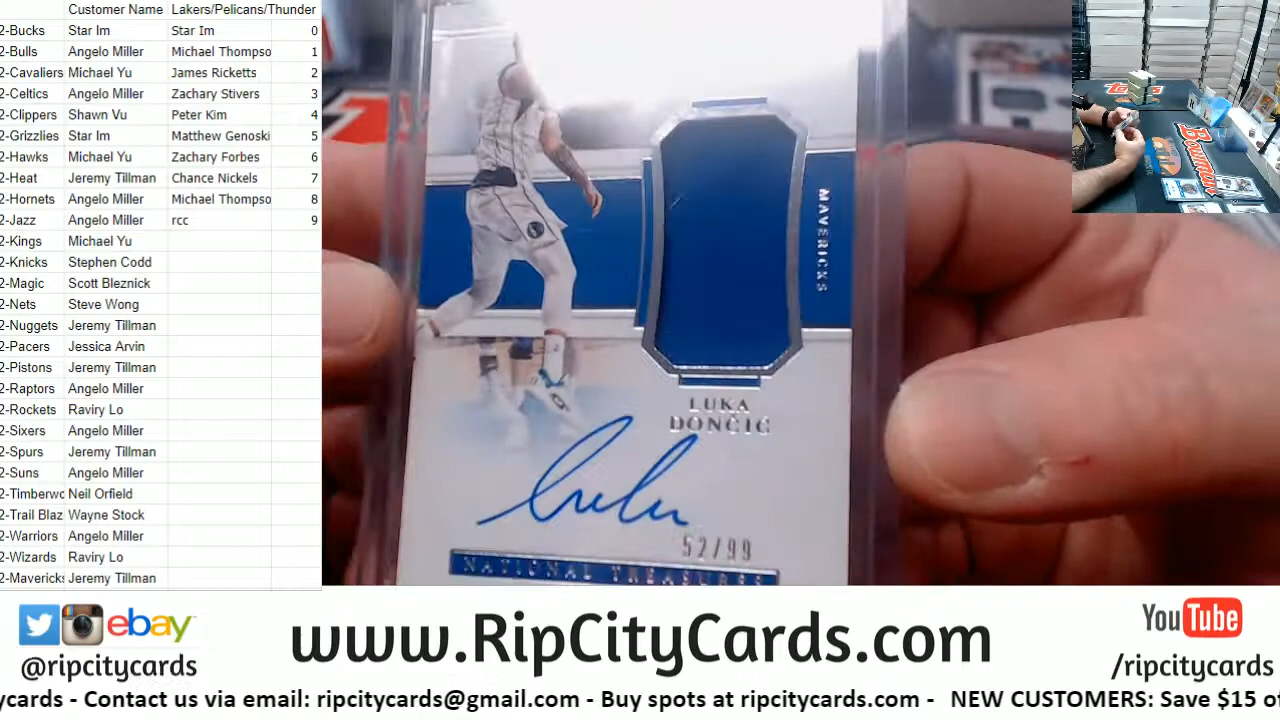 Customer Name Lakers/Pelicans/Thunder
2-Bucks Star Im Star Im 0
2-Bulls Angelo Miller Michael Thompso 1
2-Cavaliers Michael Yu James Ricketts 2
2-Celtics Angelo Miller Zachary Stivers 3
2-Clippers Shawn Vu Peter Kim 4
2-Grizzlies Star Im Matthew Genoski 5
2-Hawks Michael Yu Zachary Forbes 6
2-Heat Jeremy Tillman Chance Nickels 7
2-Hornets Angelo Miller Michael Thompso 8
2-Jazz Angelo Miller rcc 9
2-Kings Michael Yu
2-Knicks Stephen Codd
2-Magic Scott Bleznick
2-Nets Steve Wong
2-Nuggets Jeremy Tillman
2-Pacers Jessica Arvin
2-Pistons Jeremy Tillman
2-Raptors Angelo Miller
2-Rockets Raviry Lo
2-Sixers Angelo Miller
2-Spurs Jeremy Tillman
2-Suns Angelo Miller
2-Timberwo Neil Orfield
2-Trail Blaz Wayne Stock
2-Warriors Angelo Miller
2-Wizards Raviry Lo
2-Mavericks Jeremy Tillman
MAVERICKS
LUKA
DONČIĆ
52/99
NATIONAL TREASURES
Bowman
ebay
@ripcitycards
www.RipCityCards.com
YouTube
/ripcitycards
ycards - Contact us via email: ripcitycards@gmail.com - Buy spots at ripcitycards.com - NEW CUSTOMERS: Save $15 of